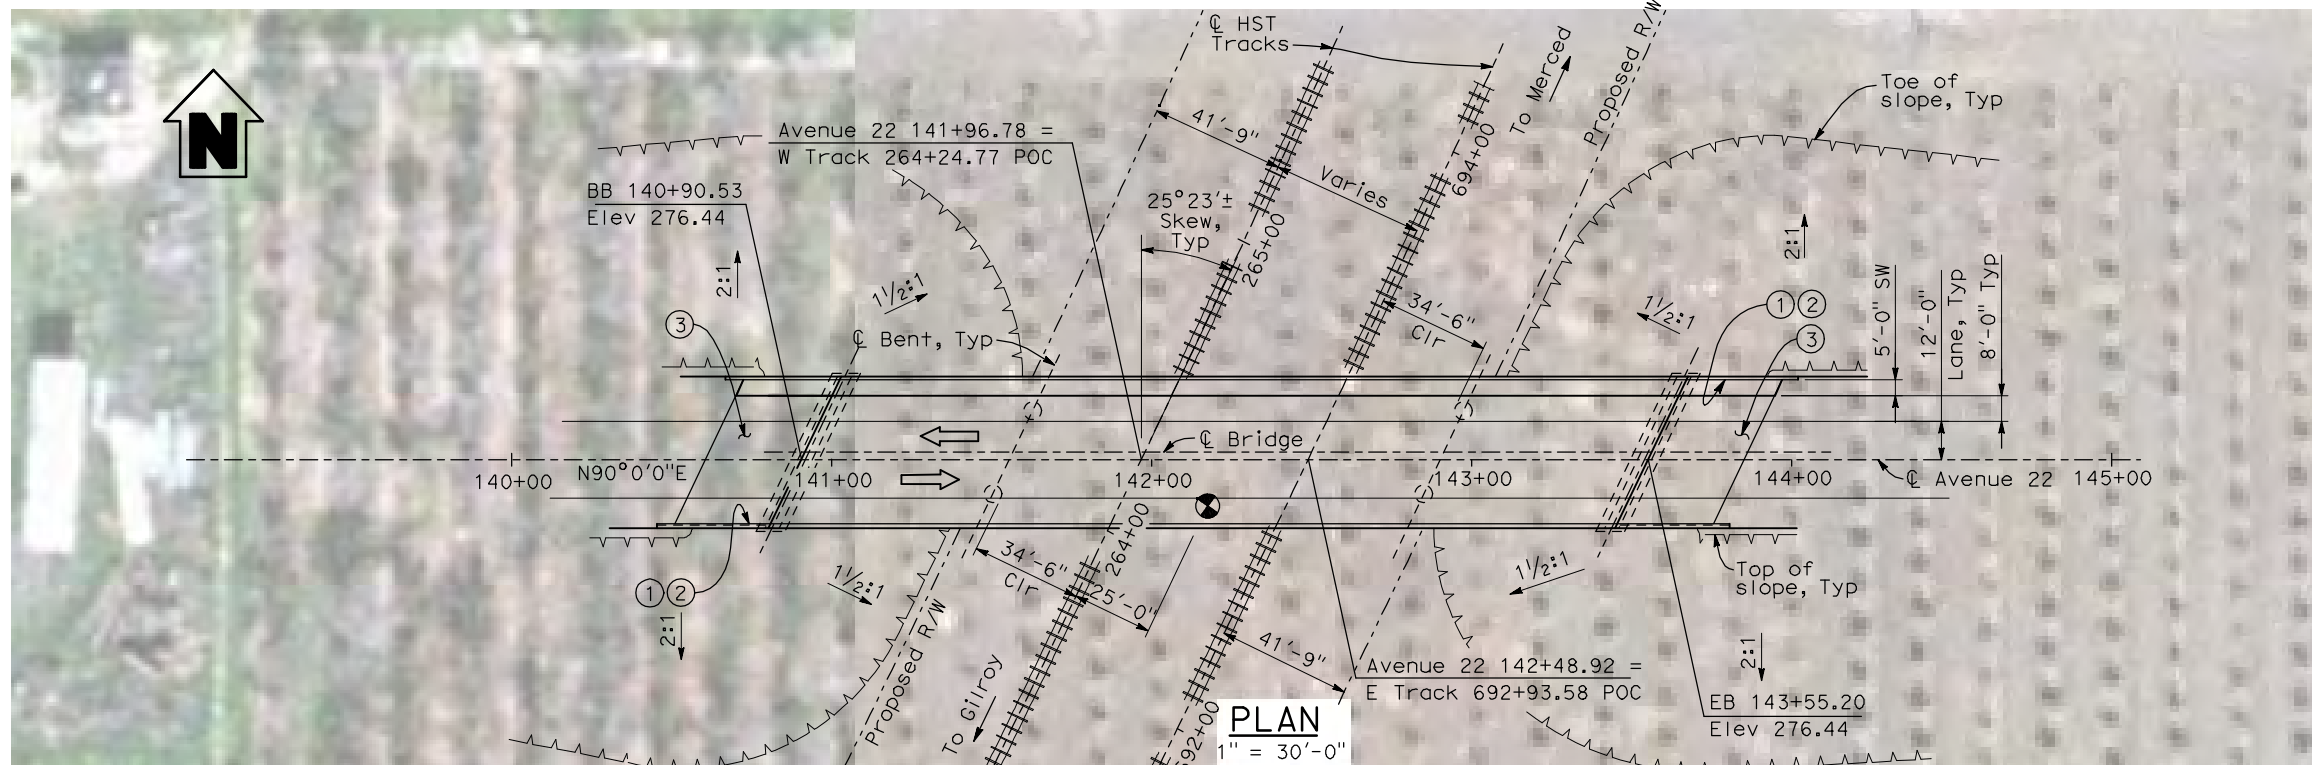 N
℄ HST
Tracks
To Merced
Proposed R/W
Toe of
slope, Typ
Avenue 22 141+96.78 =
W Track 264+24.77 POC
41'-9"
Varies
694+00
BB 140+90.53
Elev 276.44
25°23'±
Skew,
Typ
265+00
2:1
1½:1
2:1
1½:1
34'-6"
Clr
5'-0" SW
12'-0"
Lane, Typ
8'-0" Typ
3
℄ Bent, Typ
1 2
3
℄ Bridge
N90°0'0"E
140+00
141+00
142+00
143+00
144+00
℄ Avenue 22
145+00
264+00
34'-6"
Clr
25'-0"
1½:1
1½:1
1 2
2:1
Top of
slope, Typ
Proposed R/W
To Gilroy
41'-9"
Avenue 22 142+48.92 =
E Track 692+93.58 POC
2:1
EB 143+55.20
Elev 276.44
692+00
PLAN
1" = 30'-0"